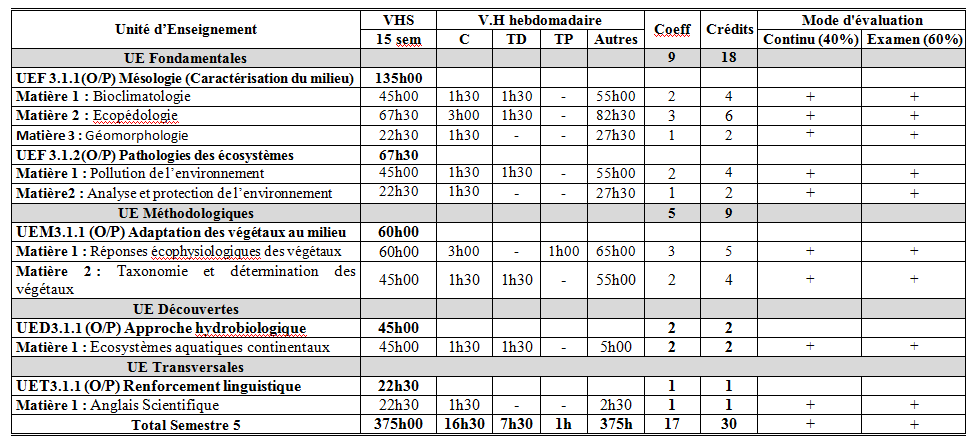 Unité d'Enseignement VHS V.H hebdomadaire Coeff Crédits Mode d'évaluation
15 sem C TD TP Autres Continu (40%) Examen (60%)
UE Fondamentales 9 18
UEF 3.1.1(O/P) Mésologie (Caractérisation du milieu) 135h00
Matière 1 : Bioclimatologie 45h00 1h30 1h30 - 55h00 2 4 + +
Matière 2 : Ecopédologie 67h30 3h00 1h30 - 82h30 3 6 + +
Matière 3 : Géomorphologie 22h30 1h30 - - 27h30 1 2 + +
UEF 3.1.2(O/P) Pathologies des écosystèmes 67h30
Matière 1 : Pollution de l'environnement 45h00 1h30 1h30 - 55h00 2 4 + +
Matière2 : Analyse et protection de l'environnement 22h30 1h30 - - 27h30 1 2 + +
UE Méthodologiques 5 9
UEM3.1.1 (O/P) Adaptation des végétaux au milieu 60h00
Matière 1 : Réponses écophysiologiques des végétaux 60h00 3h00 - 1h00 65h00 3 5 + +
Matière 2 : Taxonomie et détermination des
végétaux 45h00 1h30 1h30 - 55h00 2 4 + +
UE Découvertes
UED3.1.1 (O/P) Approche hydrobiologique 45h00 2 2
Matière 1 : Ecosystèmes aquatiques continentaux 45h00 1h30 1h30 - 5h00 2 2 + +
UE Transversales
UET3.1.1 (O/P) Renforcement linguistique 22h30 1 1
Matière 1 : Anglais Scientifique 22h30 1h30 - - 2h30 1 1 + +
Total Semestre 5 375h00 16h30 7h30 1h 375h 17 30 + +